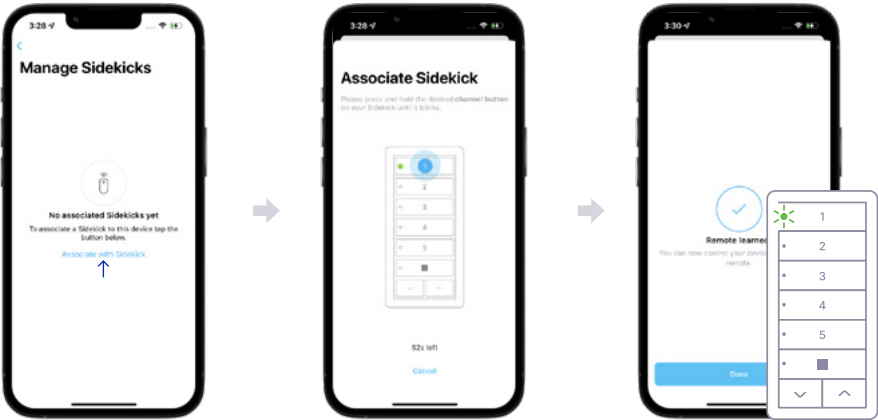 3:28
Manage Sidekicks
No associated Sidekicks yet
To associate a Sidekick to this device tap the
button below.
Associate with Sidekick
3:28
Associate Sidekick
Please press and hold the desired channel button
on your Sidekick until it blinks.
1
2
3
4
5
52s left
Cancel
3:30
Remote learned
You can now control your devic
remote.
Done
1
2
3
4
5